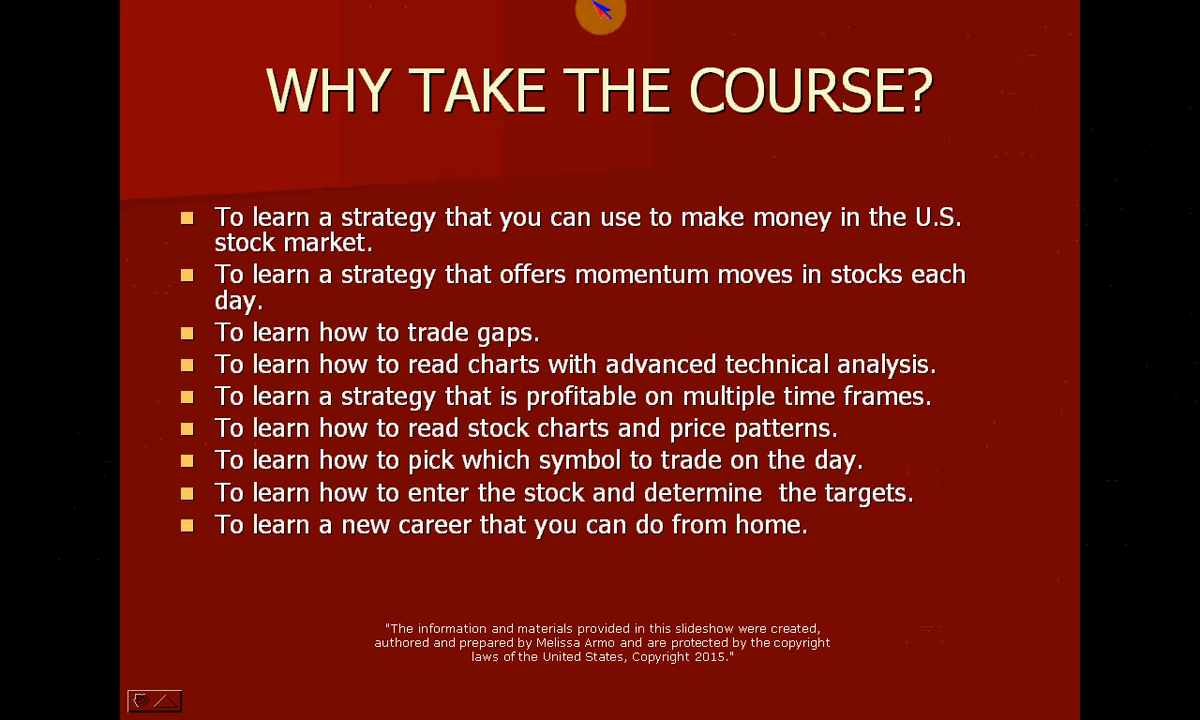 WHY TAKE THE COURSE?
To learn a strategy that you can use to make money in the U.S.
stock market.
To learn a strategy that offers momentum moves in stocks each
day.
To learn how to trade gaps.
To learn how to read charts with advanced technical analysis.
To learn a strategy that is profitable on multiple time frames.
To learn how to read stock charts and price patterns.
To learn how to pick which symbol to trade on the day.
To learn how to enter the stock and determine  the targets.
To learn a new career that you can do from home.
"The information and materials provided in this slideshow were created,
authored and prepared by Melissa Armo and are protected by the copyright
laws of the United States, Copyright 2015."